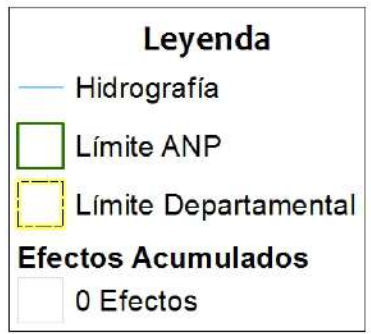 Leyenda
Hidrografía
Límite ANP
Límite Departamental
Efectos Acumulados
0 Efectos